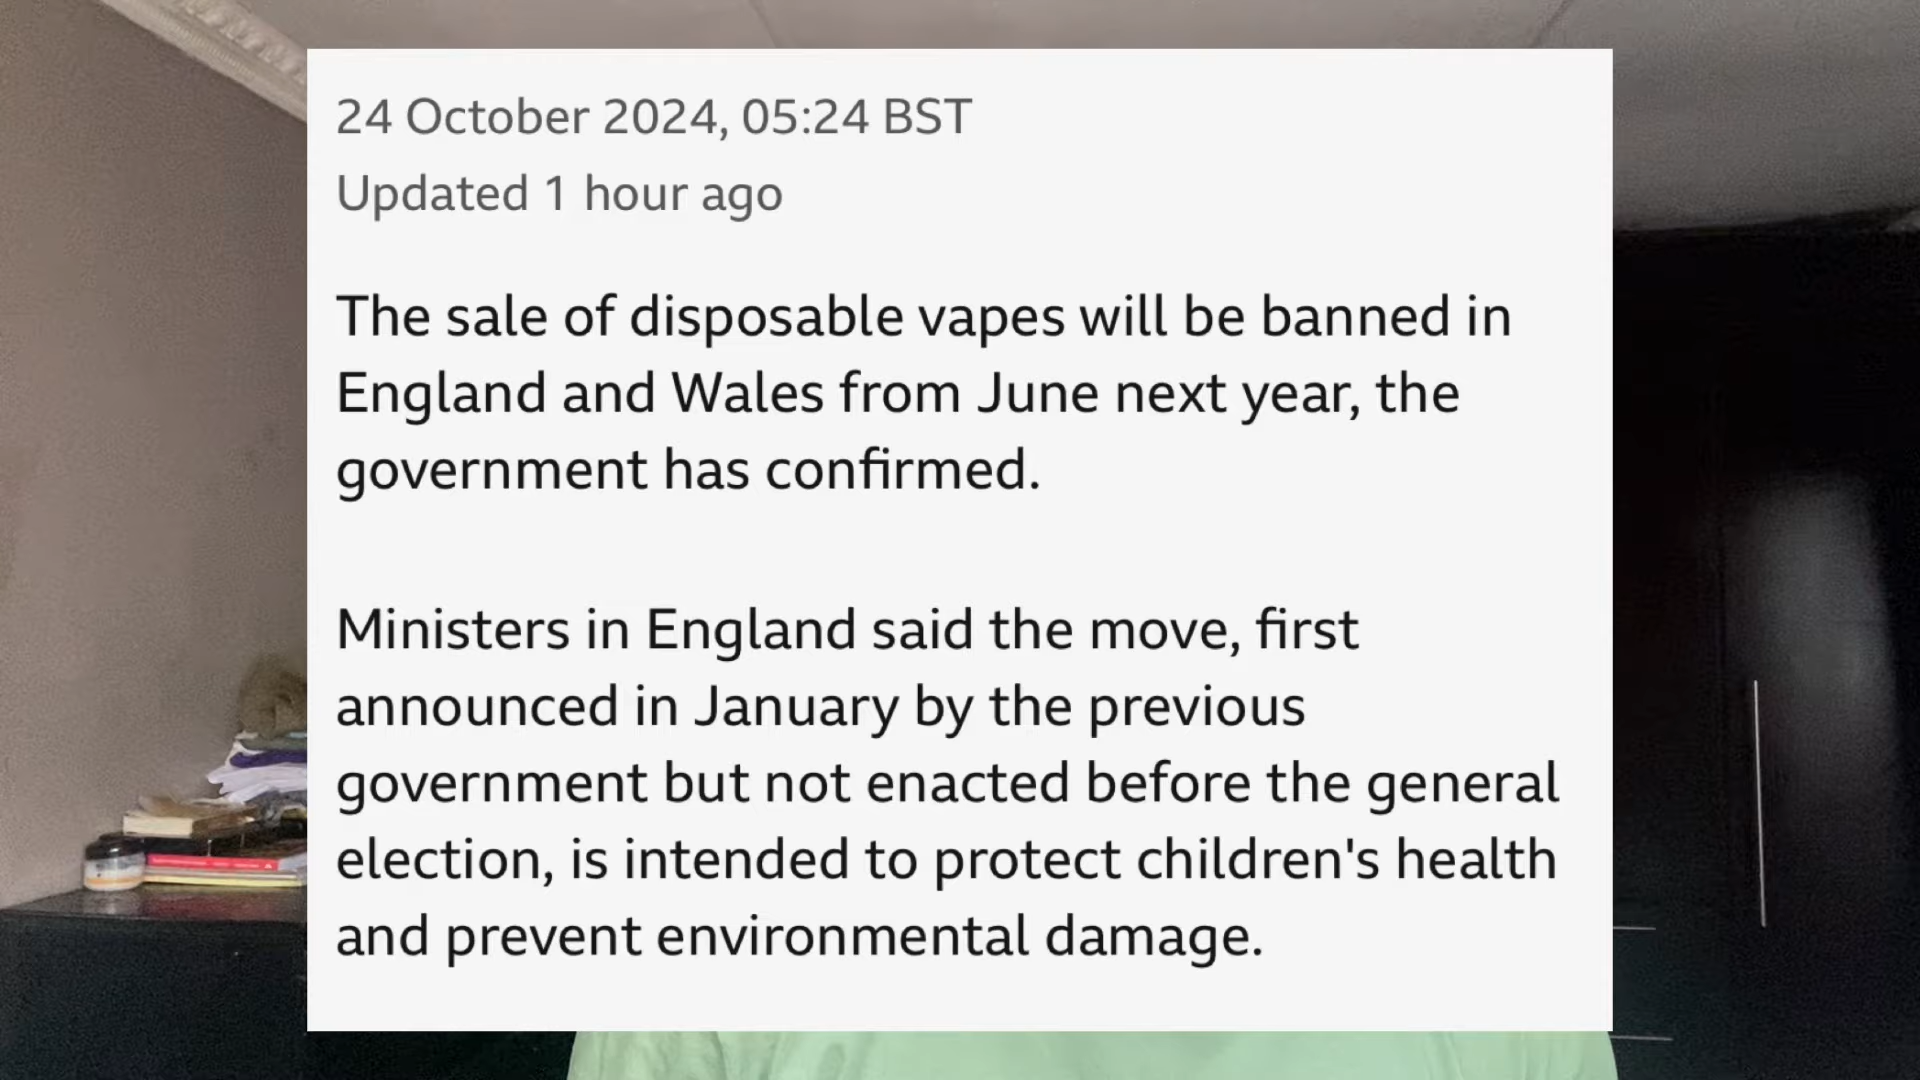 24 October 2024, 05:24 BST
Updated 1 hour ago
The sale of disposable vapes will be banned in
England and Wales from June next year, the
government has confirmed.
Ministers in England said the move, first
announced in January by the previous
government but not enacted before the general
election, is intended to protect children's health
and prevent environmental damage.